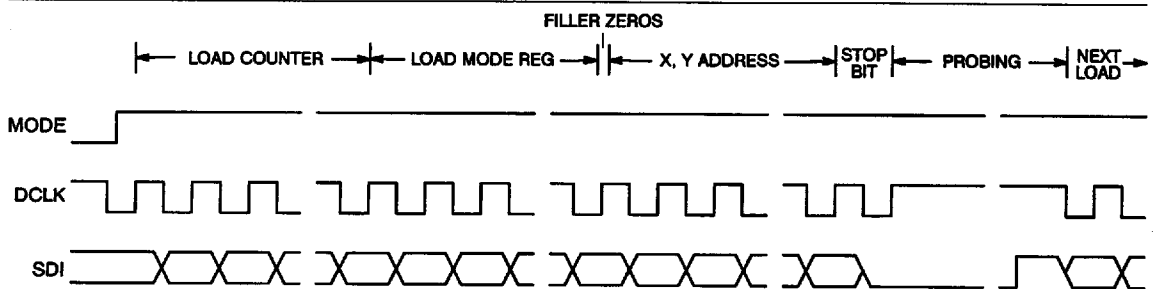 FILLER ZEROS
LOAD COUNTER
LOAD MODE REG
X, Y ADDRESS
STOP
BIT
PROBING
NEXT
LOAD
MODE
DCLK
SDI